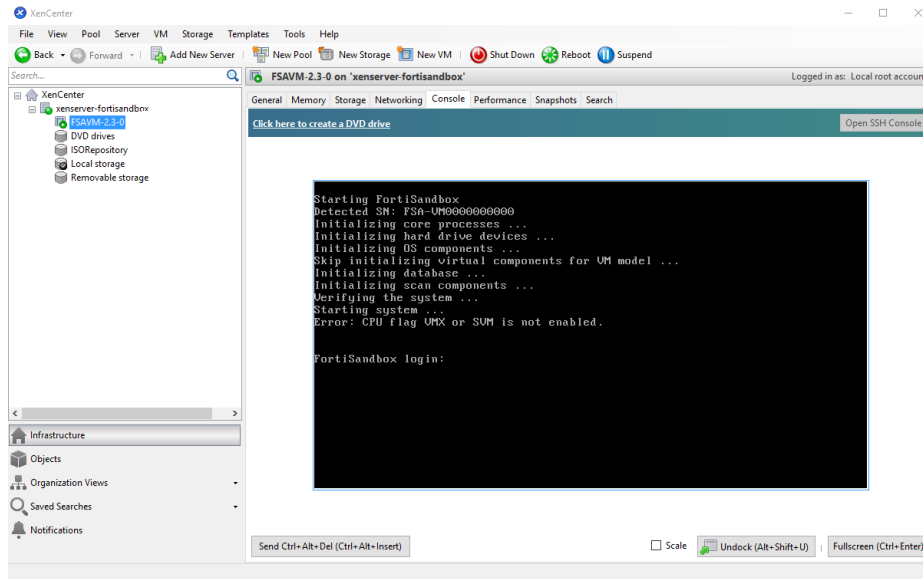 XenCenter
File View Pool Server VM Storage Templates Tools Help
Back Forward Add New Server New Pool New Storage New VM Shut Down Reboot Suspend
Search...
FSAVM-2.3-0 on 'xenserver-fortisandbox'
Logged in as: Local root accoun
XenCenter
xenserver-fortisandbox
FSAVM-2.3-0
DVD drives
ISORepository
Local storage
Removable storage
General Memory Storage Networking Console Performance Snapshots Search
Click here to create a DVD drive
Open SSH Console
Starting FortiSandbox
Detected SN: FSA-VM0000000000
Initializing core processes ...
Initializing hard drive devices ...
Initializing OS components ...
Skip initializing virtual components for VM model ...
Initializing database ...
Initializing scan components ...
Verifying the system ...
Starting system ...
Error: CPU flag VMX or SVM is not enabled.
FortiSandbox login:
Infrastructure
Objects
Organization Views
Saved Searches
Notifications
Send Ctrl+Alt+Del (Ctrl+Alt+Insert)
Scale
Undock (Alt+Shift+U)
Fullscreen (Ctrl+Enter)